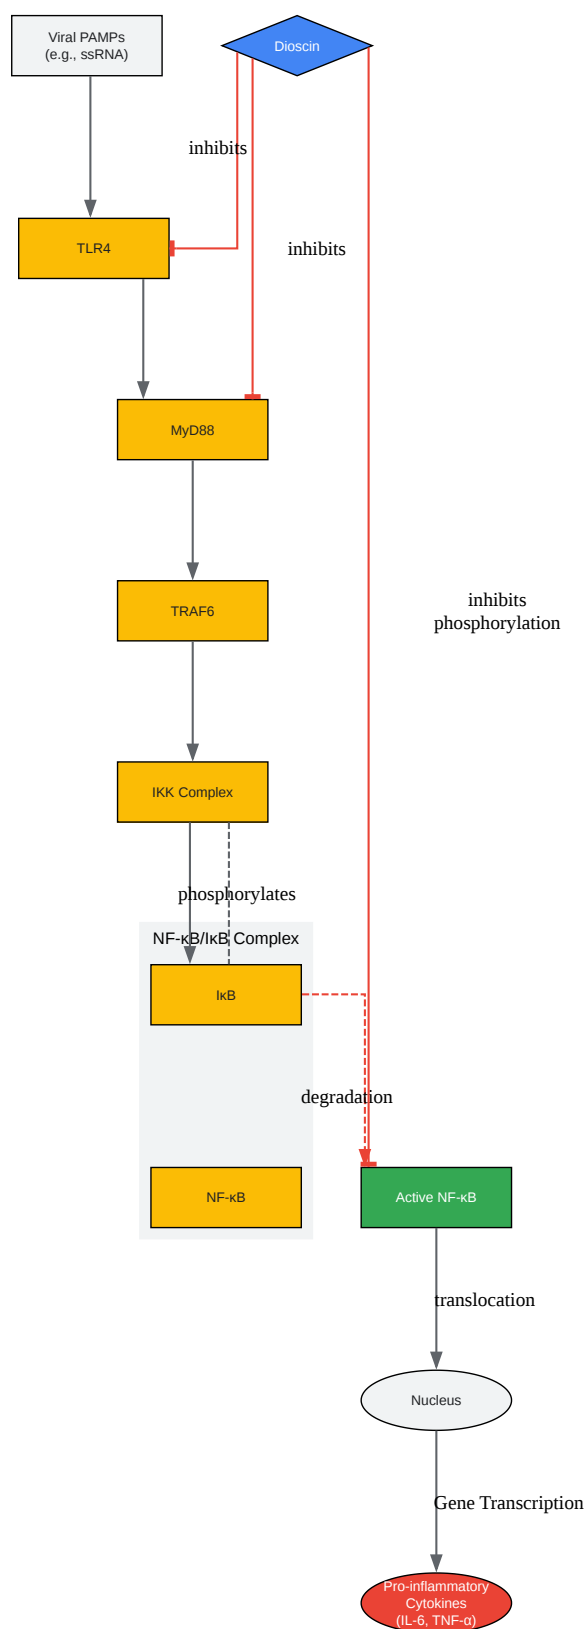 Viral PAMPs
(e.g., ssRNA)
Dioscin
inhibits
TLR4
inhibits
MyD88
TRAF6
inhibits
phosphorylation
IKK Complex
phosphorylates
NF-κB/IκB Complex
IκB
degradation
NF-κB
Active NF-κB
translocation
Nucleus
Gene Transcription
Pro-inflammatory
Cytokines
(IL-6, TNF-α)